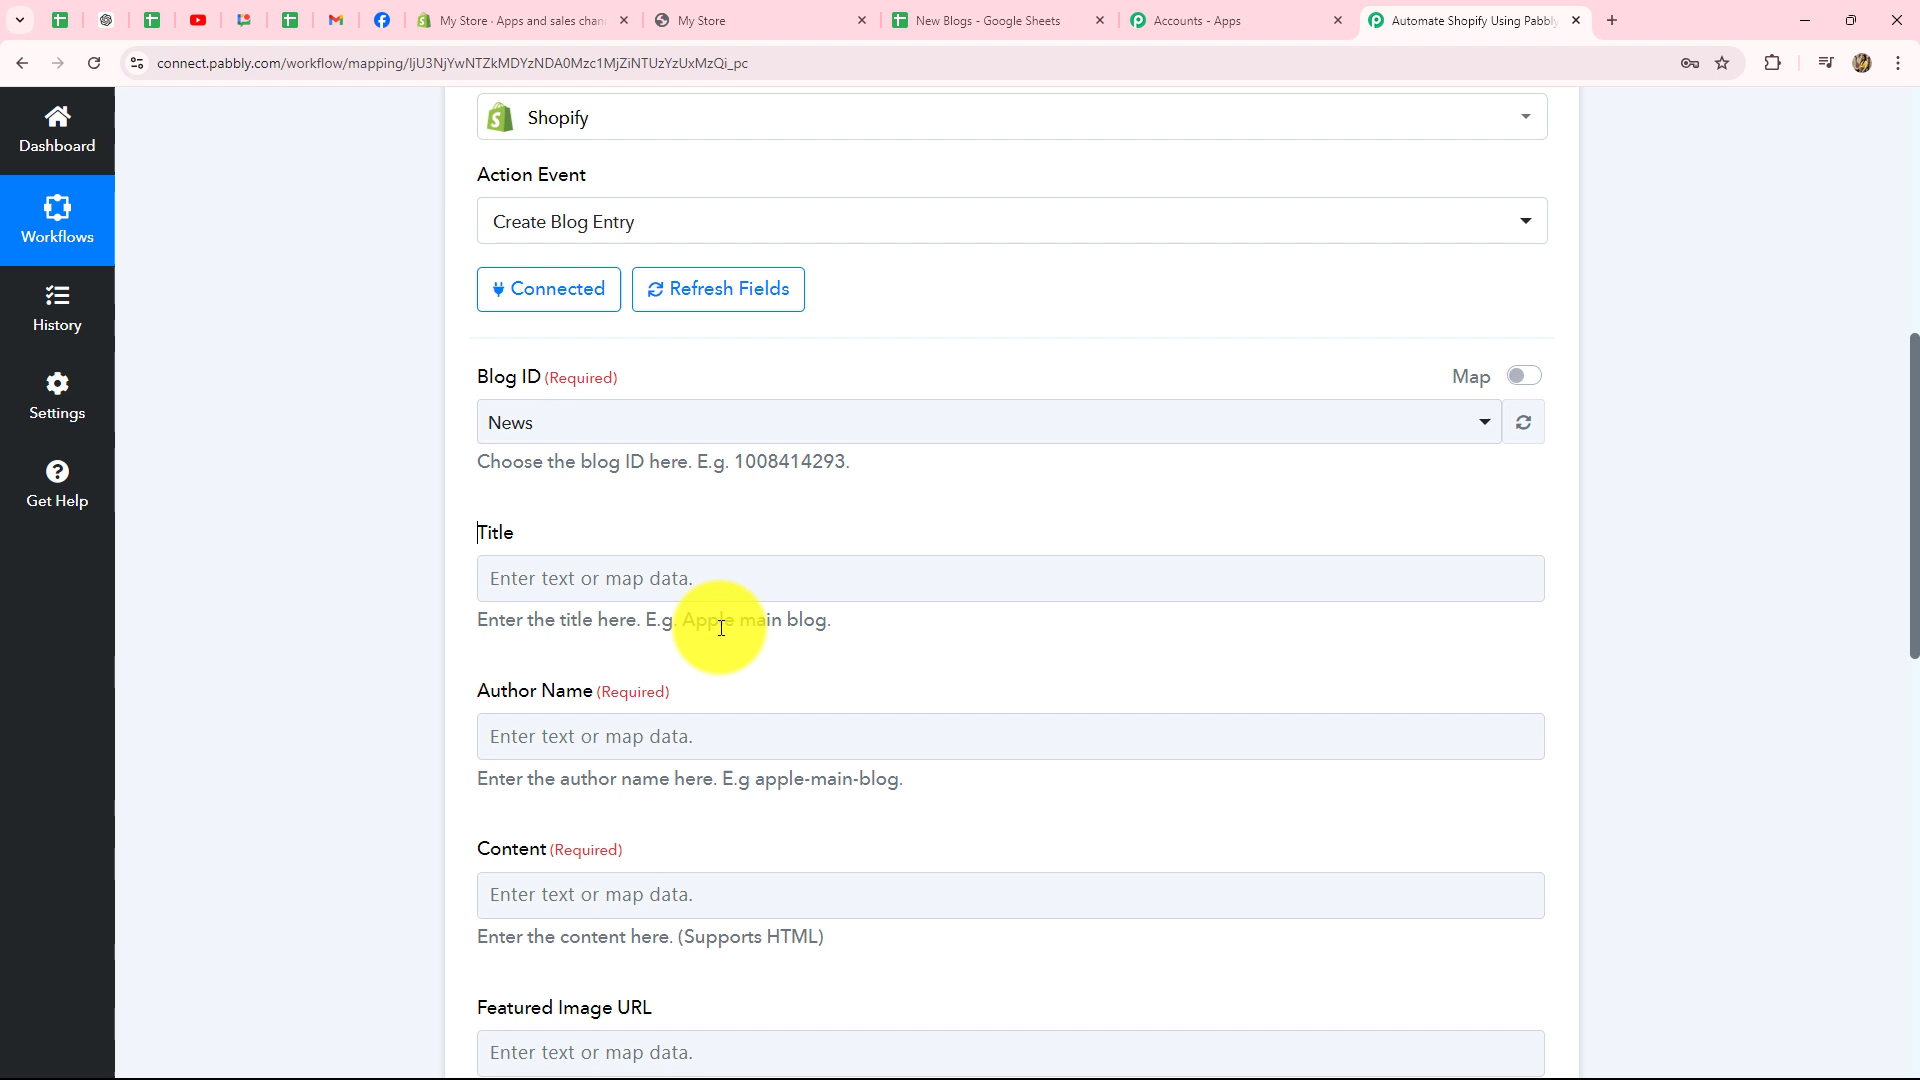 My Store · Apps and sales chan
My Store
New Blogs - Google Sheets
Accounts - Apps
Automate Shopify Using Pabbly
connect.pabbly.com/workflow/mapping/IjU3NjYwNTZkMDYzNDA0Mzc1MjZiNTUzYzUxMzQi_pc
Dashboard
Workflows
History
Settings
Get Help
Shopify
Action Event
Create Blog Entry
Connected
Refresh Fields
Blog ID (Required)
Map
News
Choose the blog ID here. E.g. 1008414293.
Title
Enter text or map data.
Enter the title here. E.g. Apple main blog.
Author Name (Required)
Enter text or map data.
Enter the author name here. E.g apple-main-blog.
Content (Required)
Enter text or map data.
Enter the content here. (Supports HTML)
Featured Image URL
Enter text or map data.